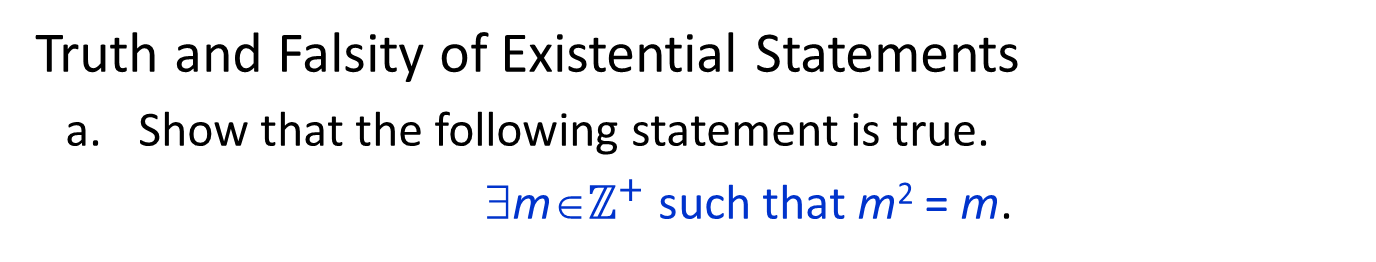 Truth and Falsity of Existential Statements
a. Show that the following statement is true.
∃m∈ℤ⁺ such that m² = m.